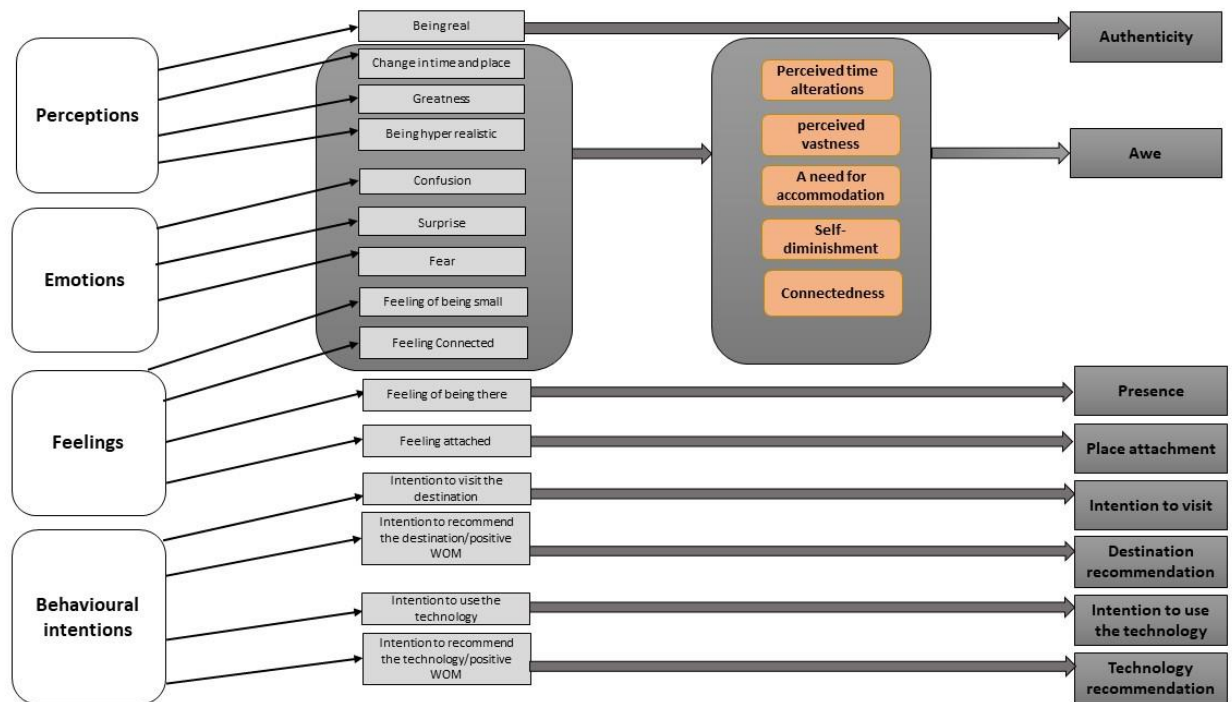 Perceptions
Emotions
Feelings
Behavioural
intentions
Being real
Change in time and place
Greatness
Being hyper realistic
Confusion
Surprise
Fear
Feeling of being small
Feeling Connected
Feeling of being there
Feeling attached
Intention to visit the
destination
Intention to recommend
the destination/positive
WOM
Intention to use the
technology
Intention to recommend
the technology/positive
WOM
Perceived time
alterations
perceived
vastness
A need for
accommodation
Self-
diminishment
Connectedness
Authenticity
Awe
Presence
Place attachment
Intention to visit
Destination
recommendation
Intention to use
the technology
Technology
recommendation